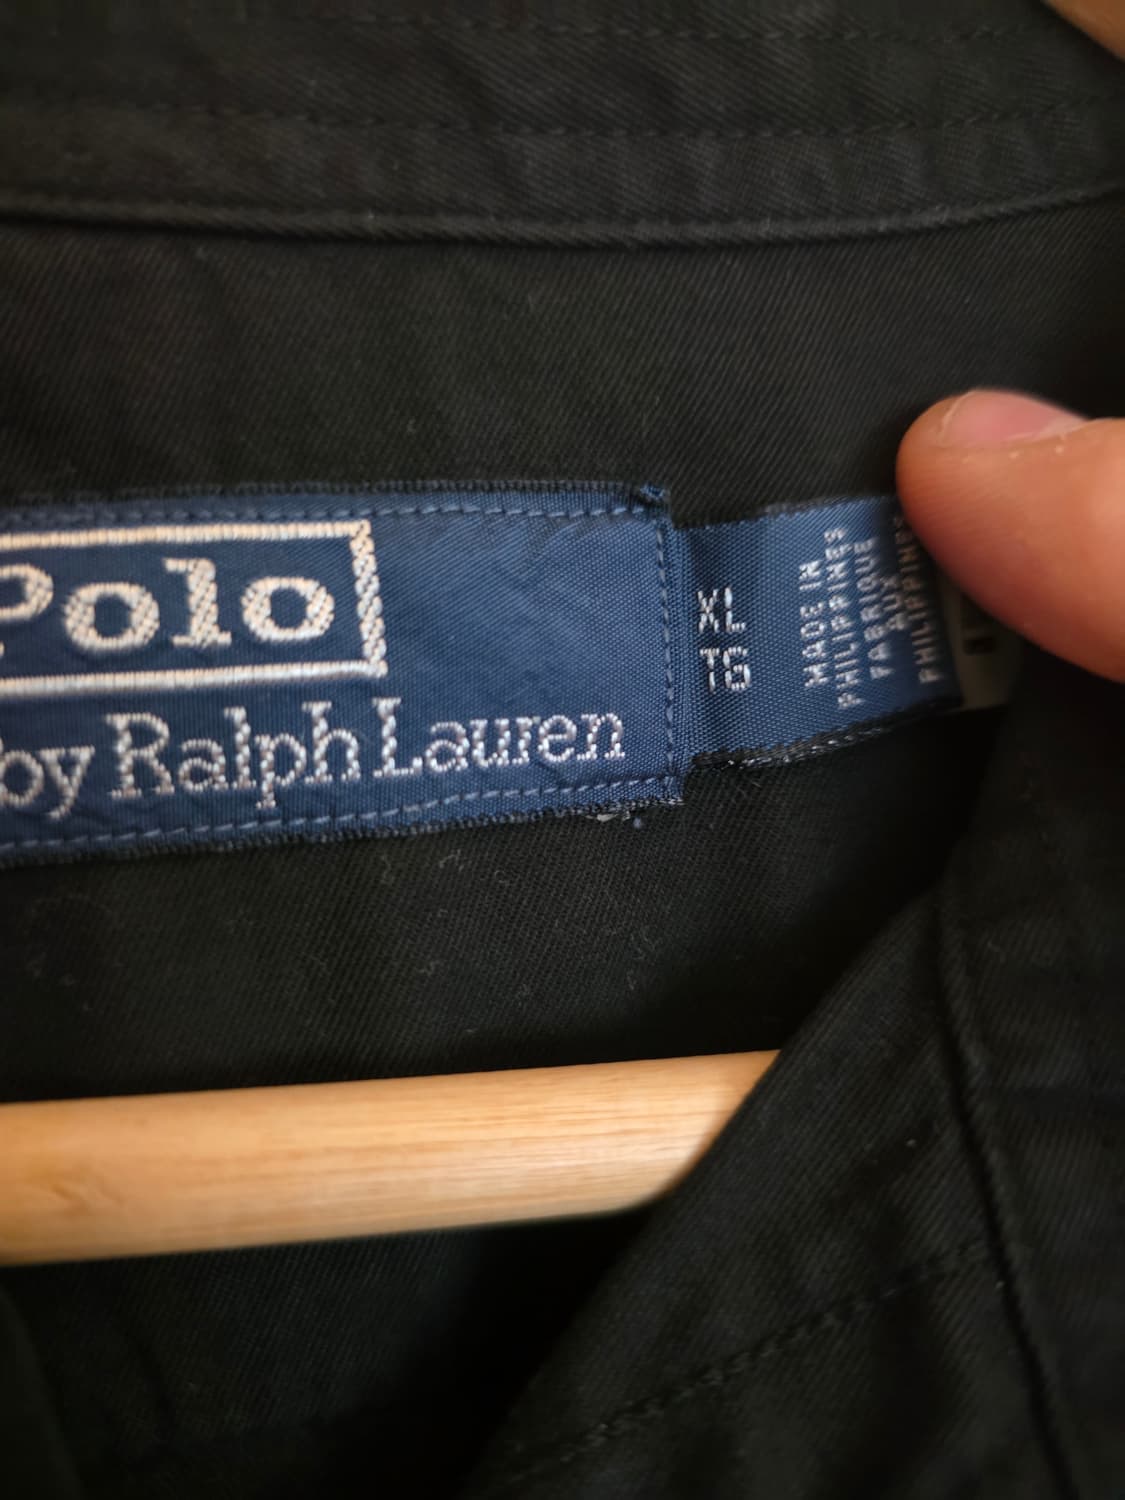 Polo
by Ralph Lauren
XL
TG
MADE IN
PHILIPPINES
FABRIQUE
AUX
PHILIPPINES